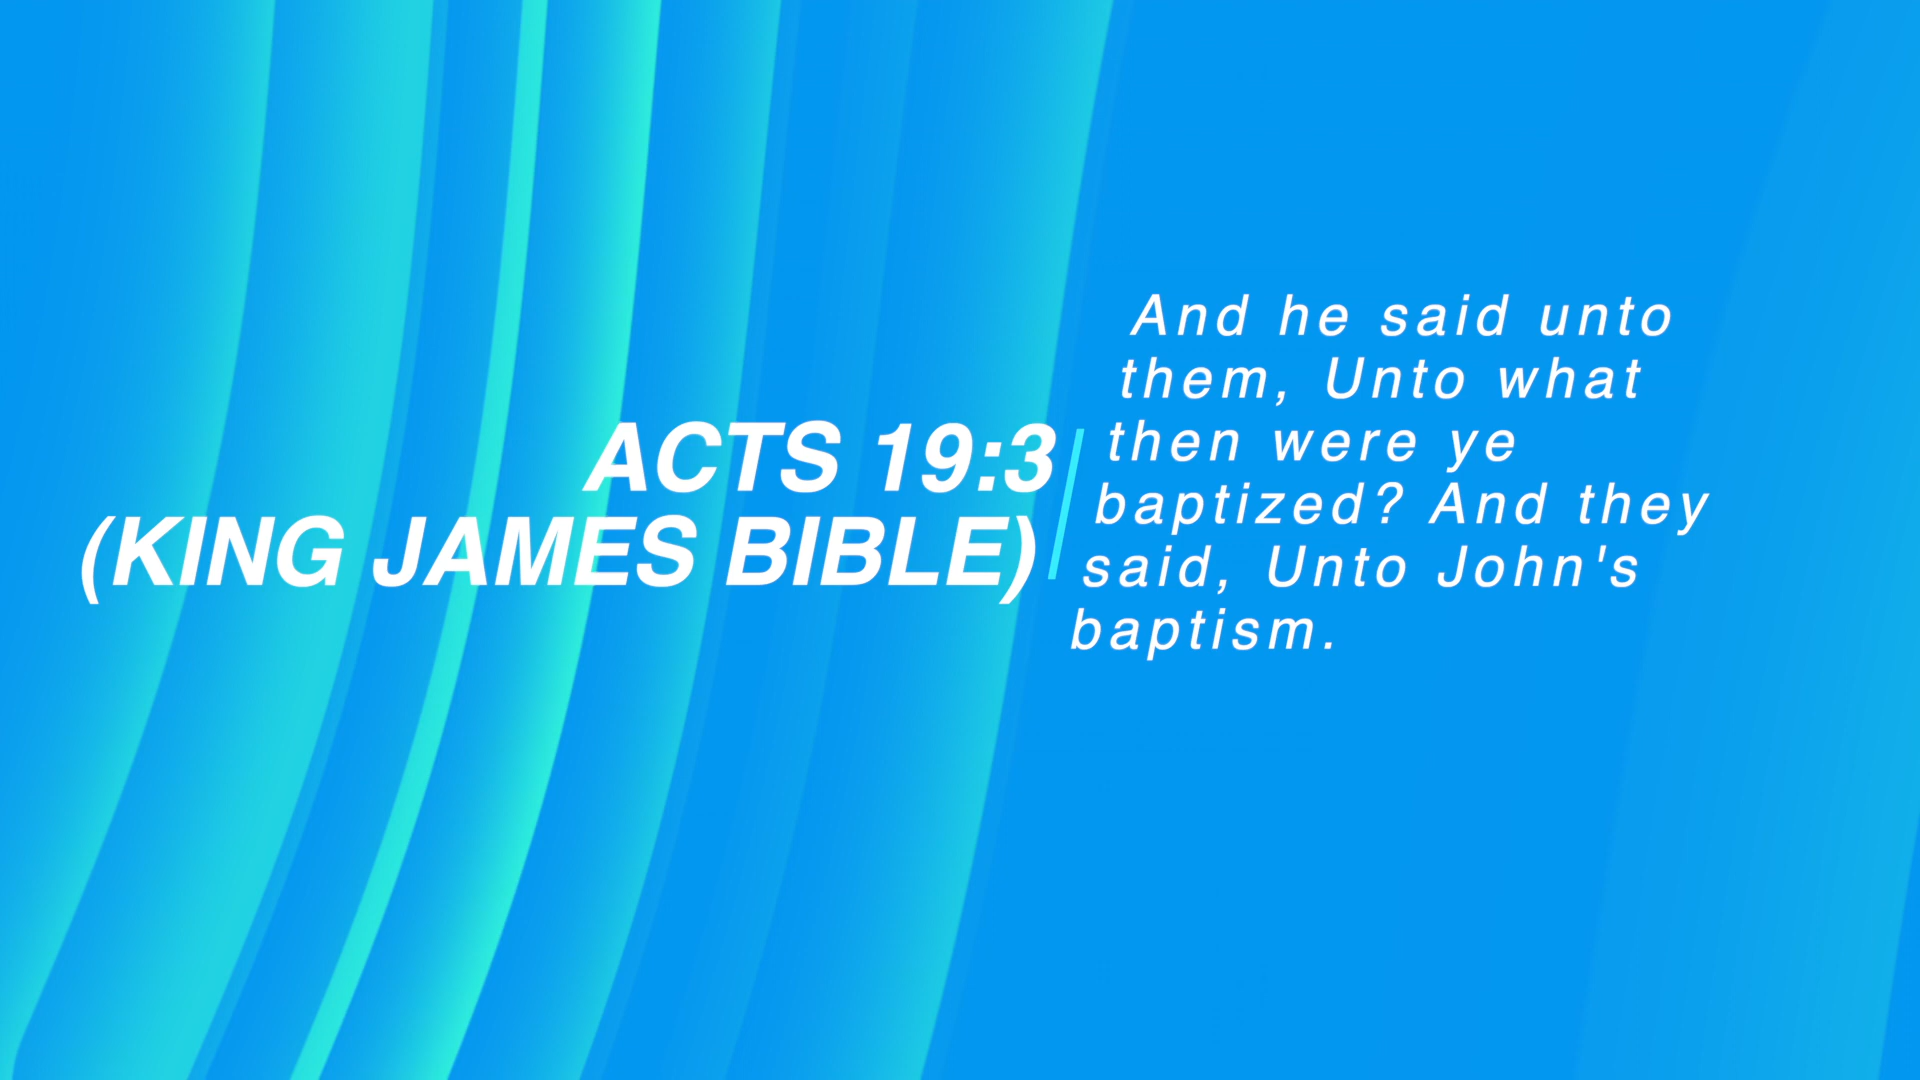 ACTS 19:3
(KING JAMES BIBLE)
And he said unto
them, Unto what
then were ye
baptized? And they
said, Unto John's
baptism.